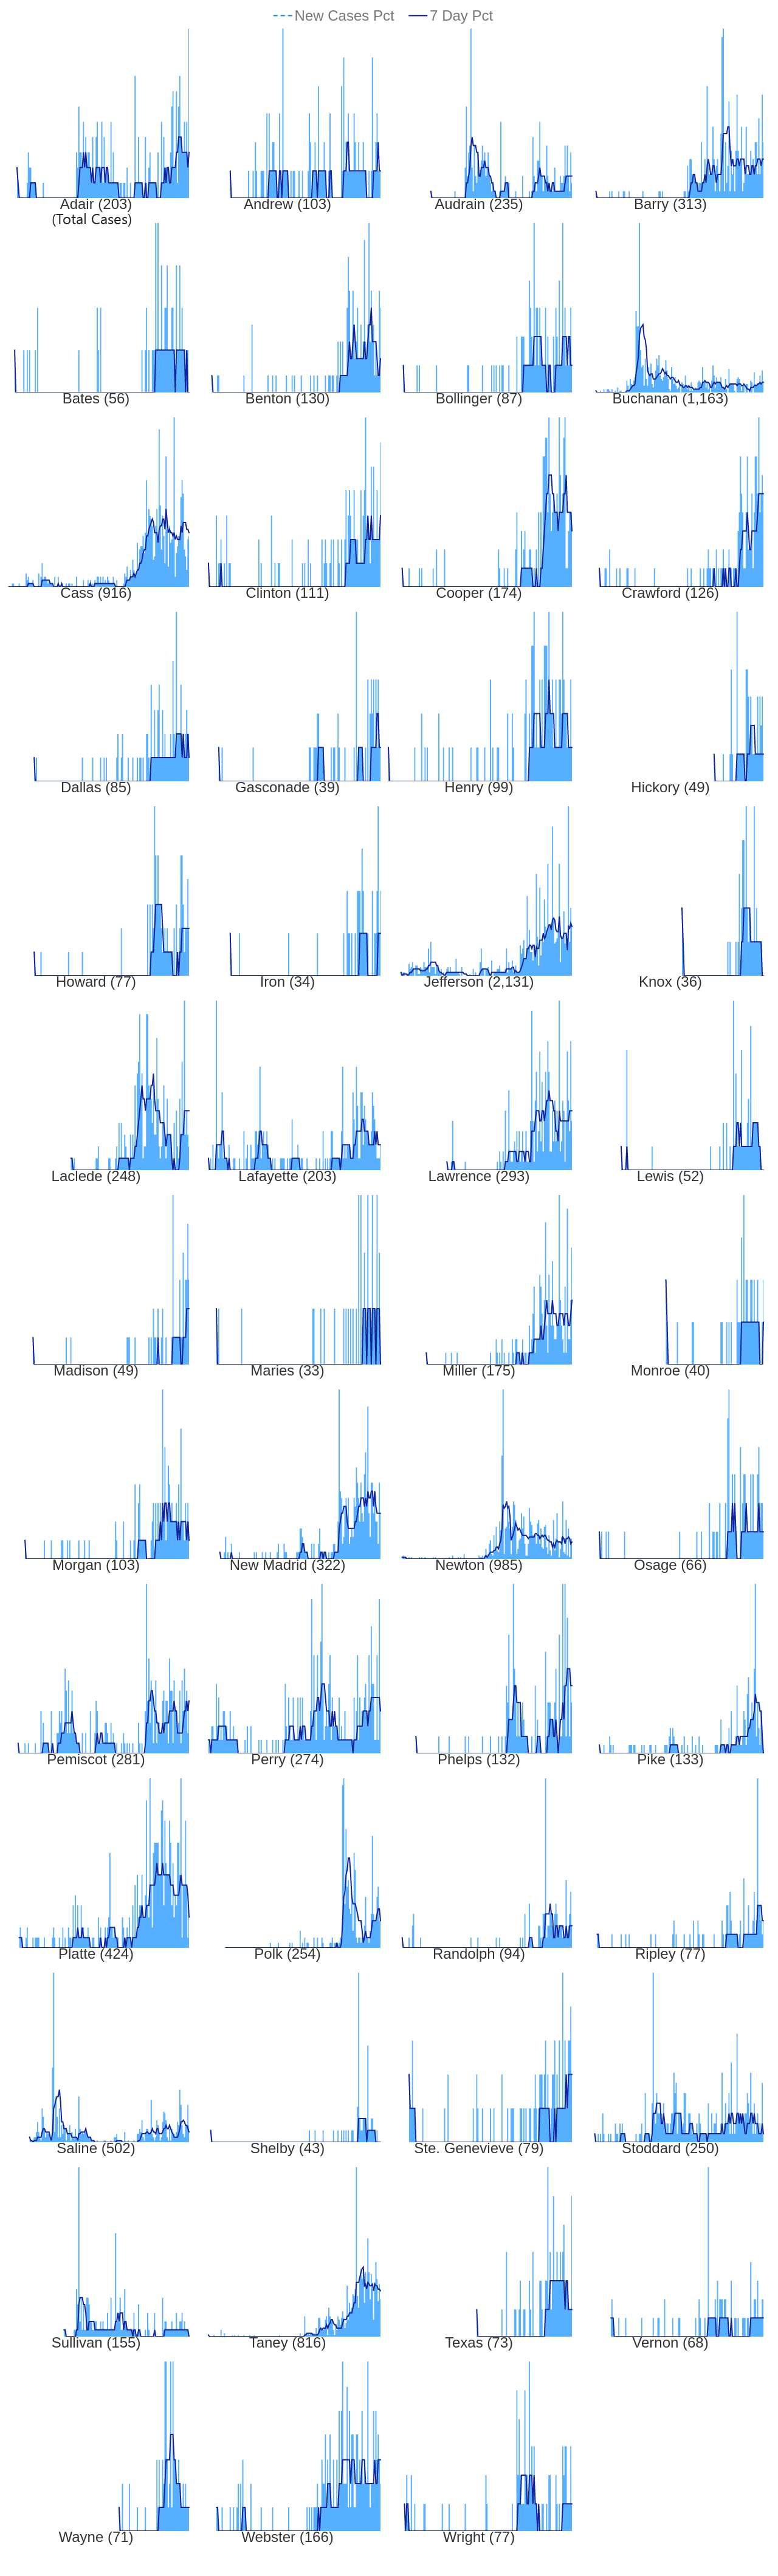 New Cases Pct 7 Day Pct
Adair (203) Andrew (103) Audrain (235) Barry (313)
(Total Cases)
Bates (56) Benton (130) Bollinger (87) Buchanan (1,163)
Cass (916) Clinton (111) Cooper (174) Crawford (126)
Dallas (85) Gasconade (39) Henry (99) Hickory (49)
Howard (77) Iron (34) Jefferson (2,131) Knox (36)
Laclede (248) Lafayette (203) Lawrence (293) Lewis (52)
Madison (49) Maries (33) Miller (175) Monroe (40)
Morgan (103) New Madrid (322) Newton (985) Osage (66)
Pemiscot (281) Perry (274) Phelps (132) Pike (133)
Platte (424) Polk (254) Randolph (94) Ripley (77)
Saline (502) Shelby (43) Ste. Genevieve (79) Stoddard (250)
Sullivan (155) Taney (816) Texas (73) Vernon (68)
Wayne (71) Webster (166) Wright (77)